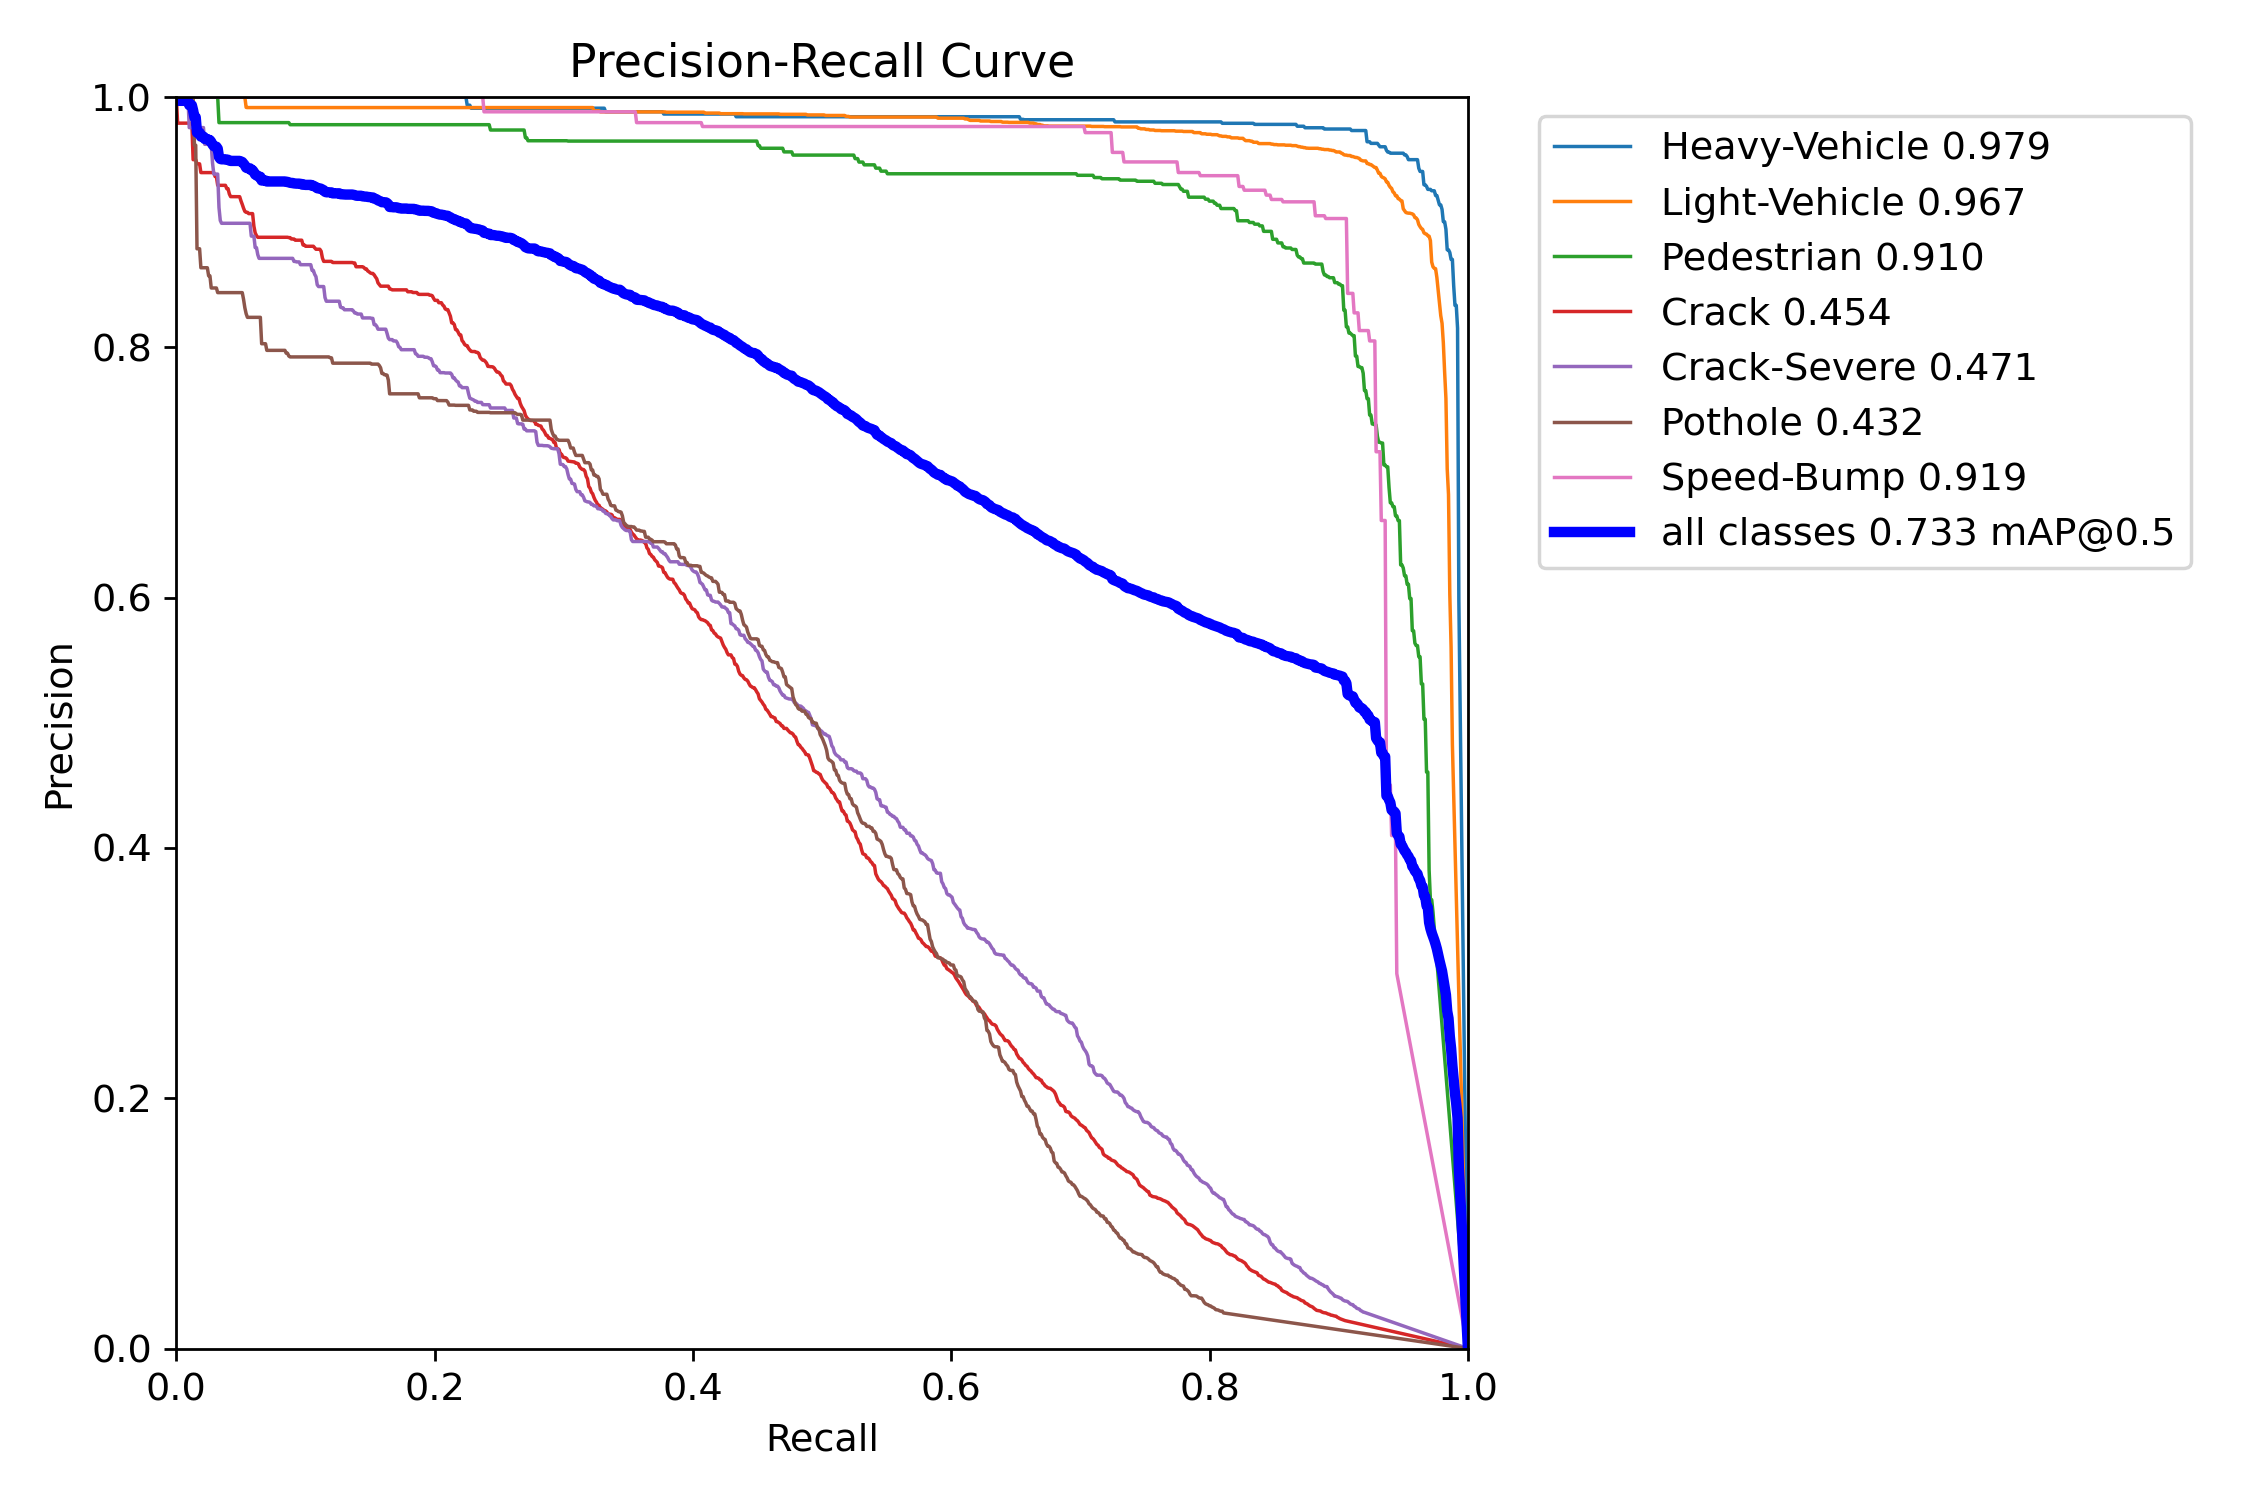 Precision-Recall Curve
1.0
0.8
0.6
0.4
0.2
0.0
Precision
0.0 0.2 0.4 0.6 0.8 1.0
Recall
Heavy-Vehicle 0.979
Light-Vehicle 0.967
Pedestrian 0.910
Crack 0.454
Crack-Severe 0.471
Pothole 0.432
Speed-Bump 0.919
all classes 0.733 mAP@0.5